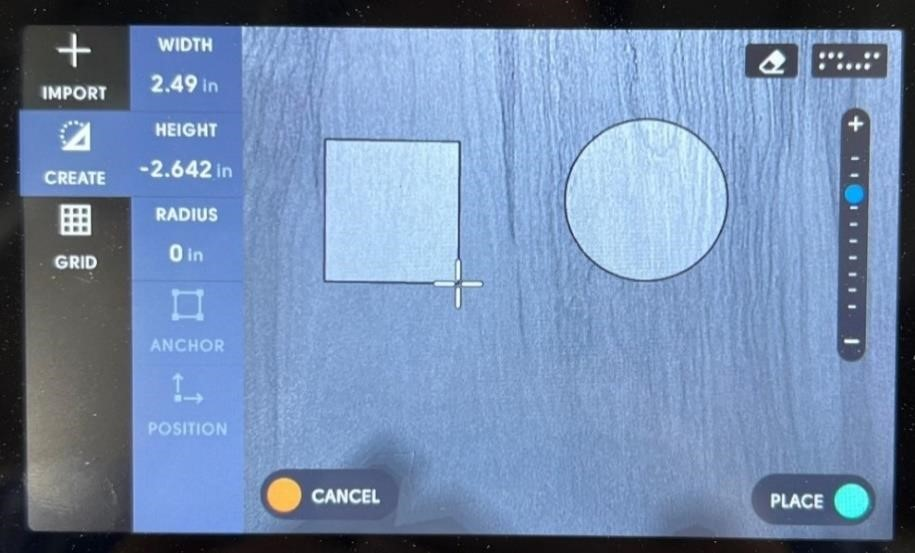 IMPORT
CREATE
GRID
WIDTH
2.49 in
HEIGHT
-2.642 in
RADIUS
0 in
ANCHOR
POSITION
CANCEL
PLACE